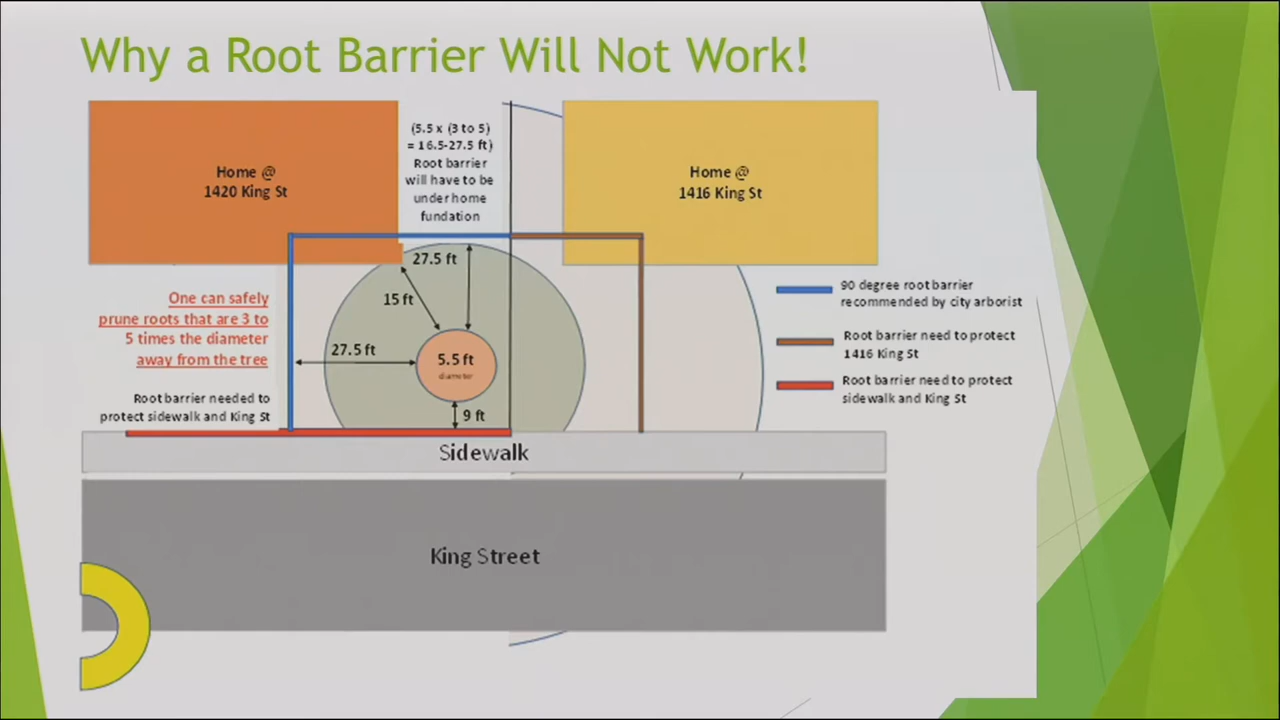 Why a Root Barrier Will Not Work!
Home @
1420 King St
(5.5 x (3 to 5)
= 16.5-27.5 ft)
Root barrier
will have to be
under home
fundation
Home @
1416 King St
27.5 ft
15 ft
27.5 ft
5.5 ft
diameter
9 ft
One can safely
prune roots that are 3 to
5 times the diameter
away from the tree
Root barrier needed to
protect sidewalk and King St
90 degree root barrier
recommended by city arborist
Root barrier need to protect
1416 King St
Root barrier need to protect
sidewalk and King St
Sidewalk
King Street